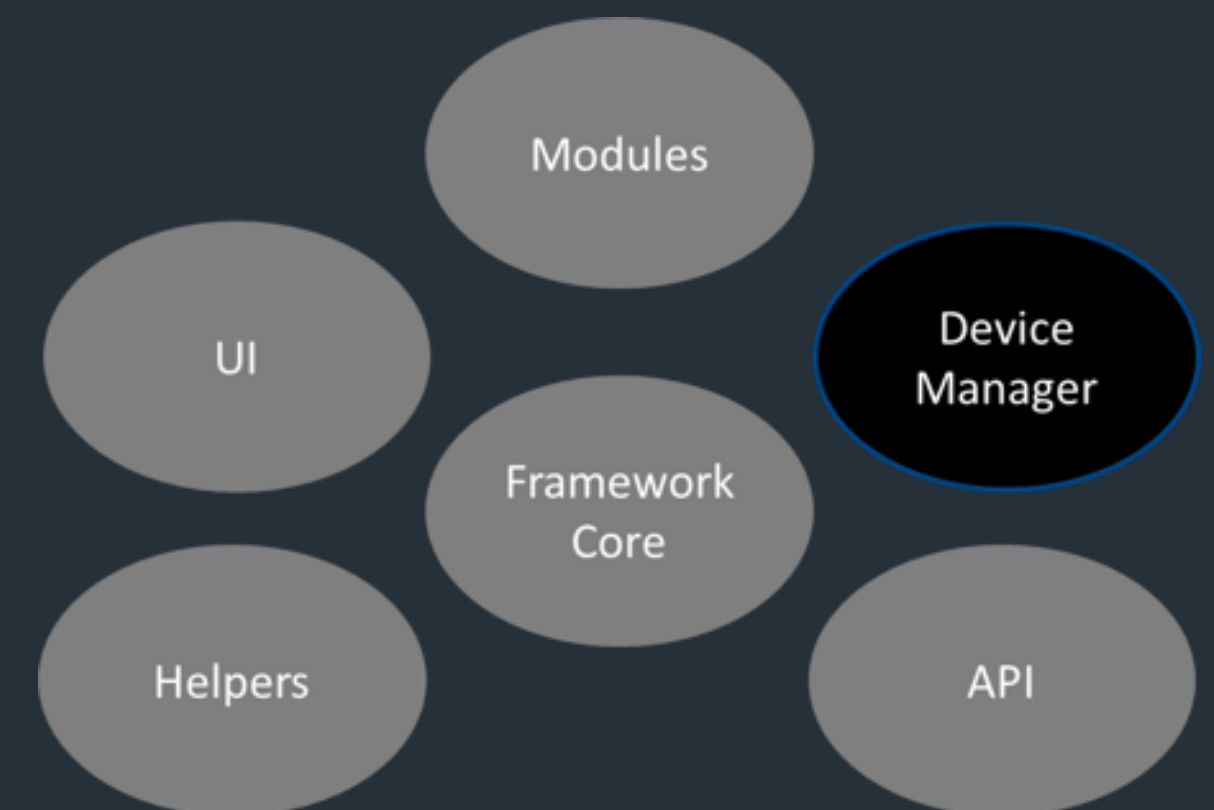 Modules
UI
Device
Manager
Framework
Core
Helpers
API